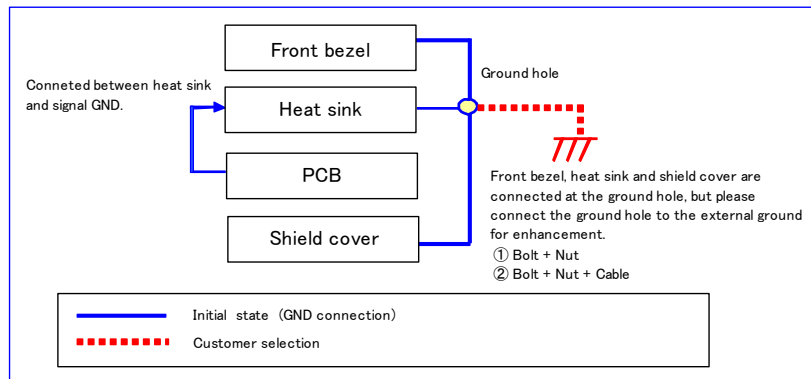 Front bezel
Ground hole
Conneted between heat sink
and signal GND.
Heat sink
PCB
Front bezel, heat sink and shield cover are
connected at the ground hole, but please
connect the ground hole to the external ground
for enhancement.
① Bolt + Nut
② Bolt + Nut + Cable
Shield cover
Initial state (GND connection)
Customer selection